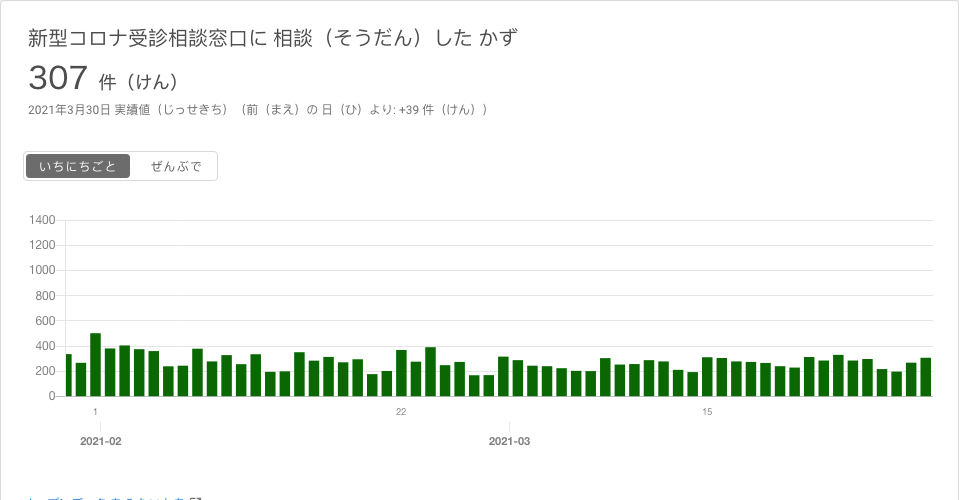 新型コロナ受診相談窓口に 相談（そうだん）した かず
307 件（けん）
2021年3月30日 実績値（じっせきち）（前（まえ）の 日（ひ）より: +39 件（けん））
いちにちごと ぜんぶで
1400
1200
1000
800
600
400
200
0
1 22 15
2021-02 2021-03